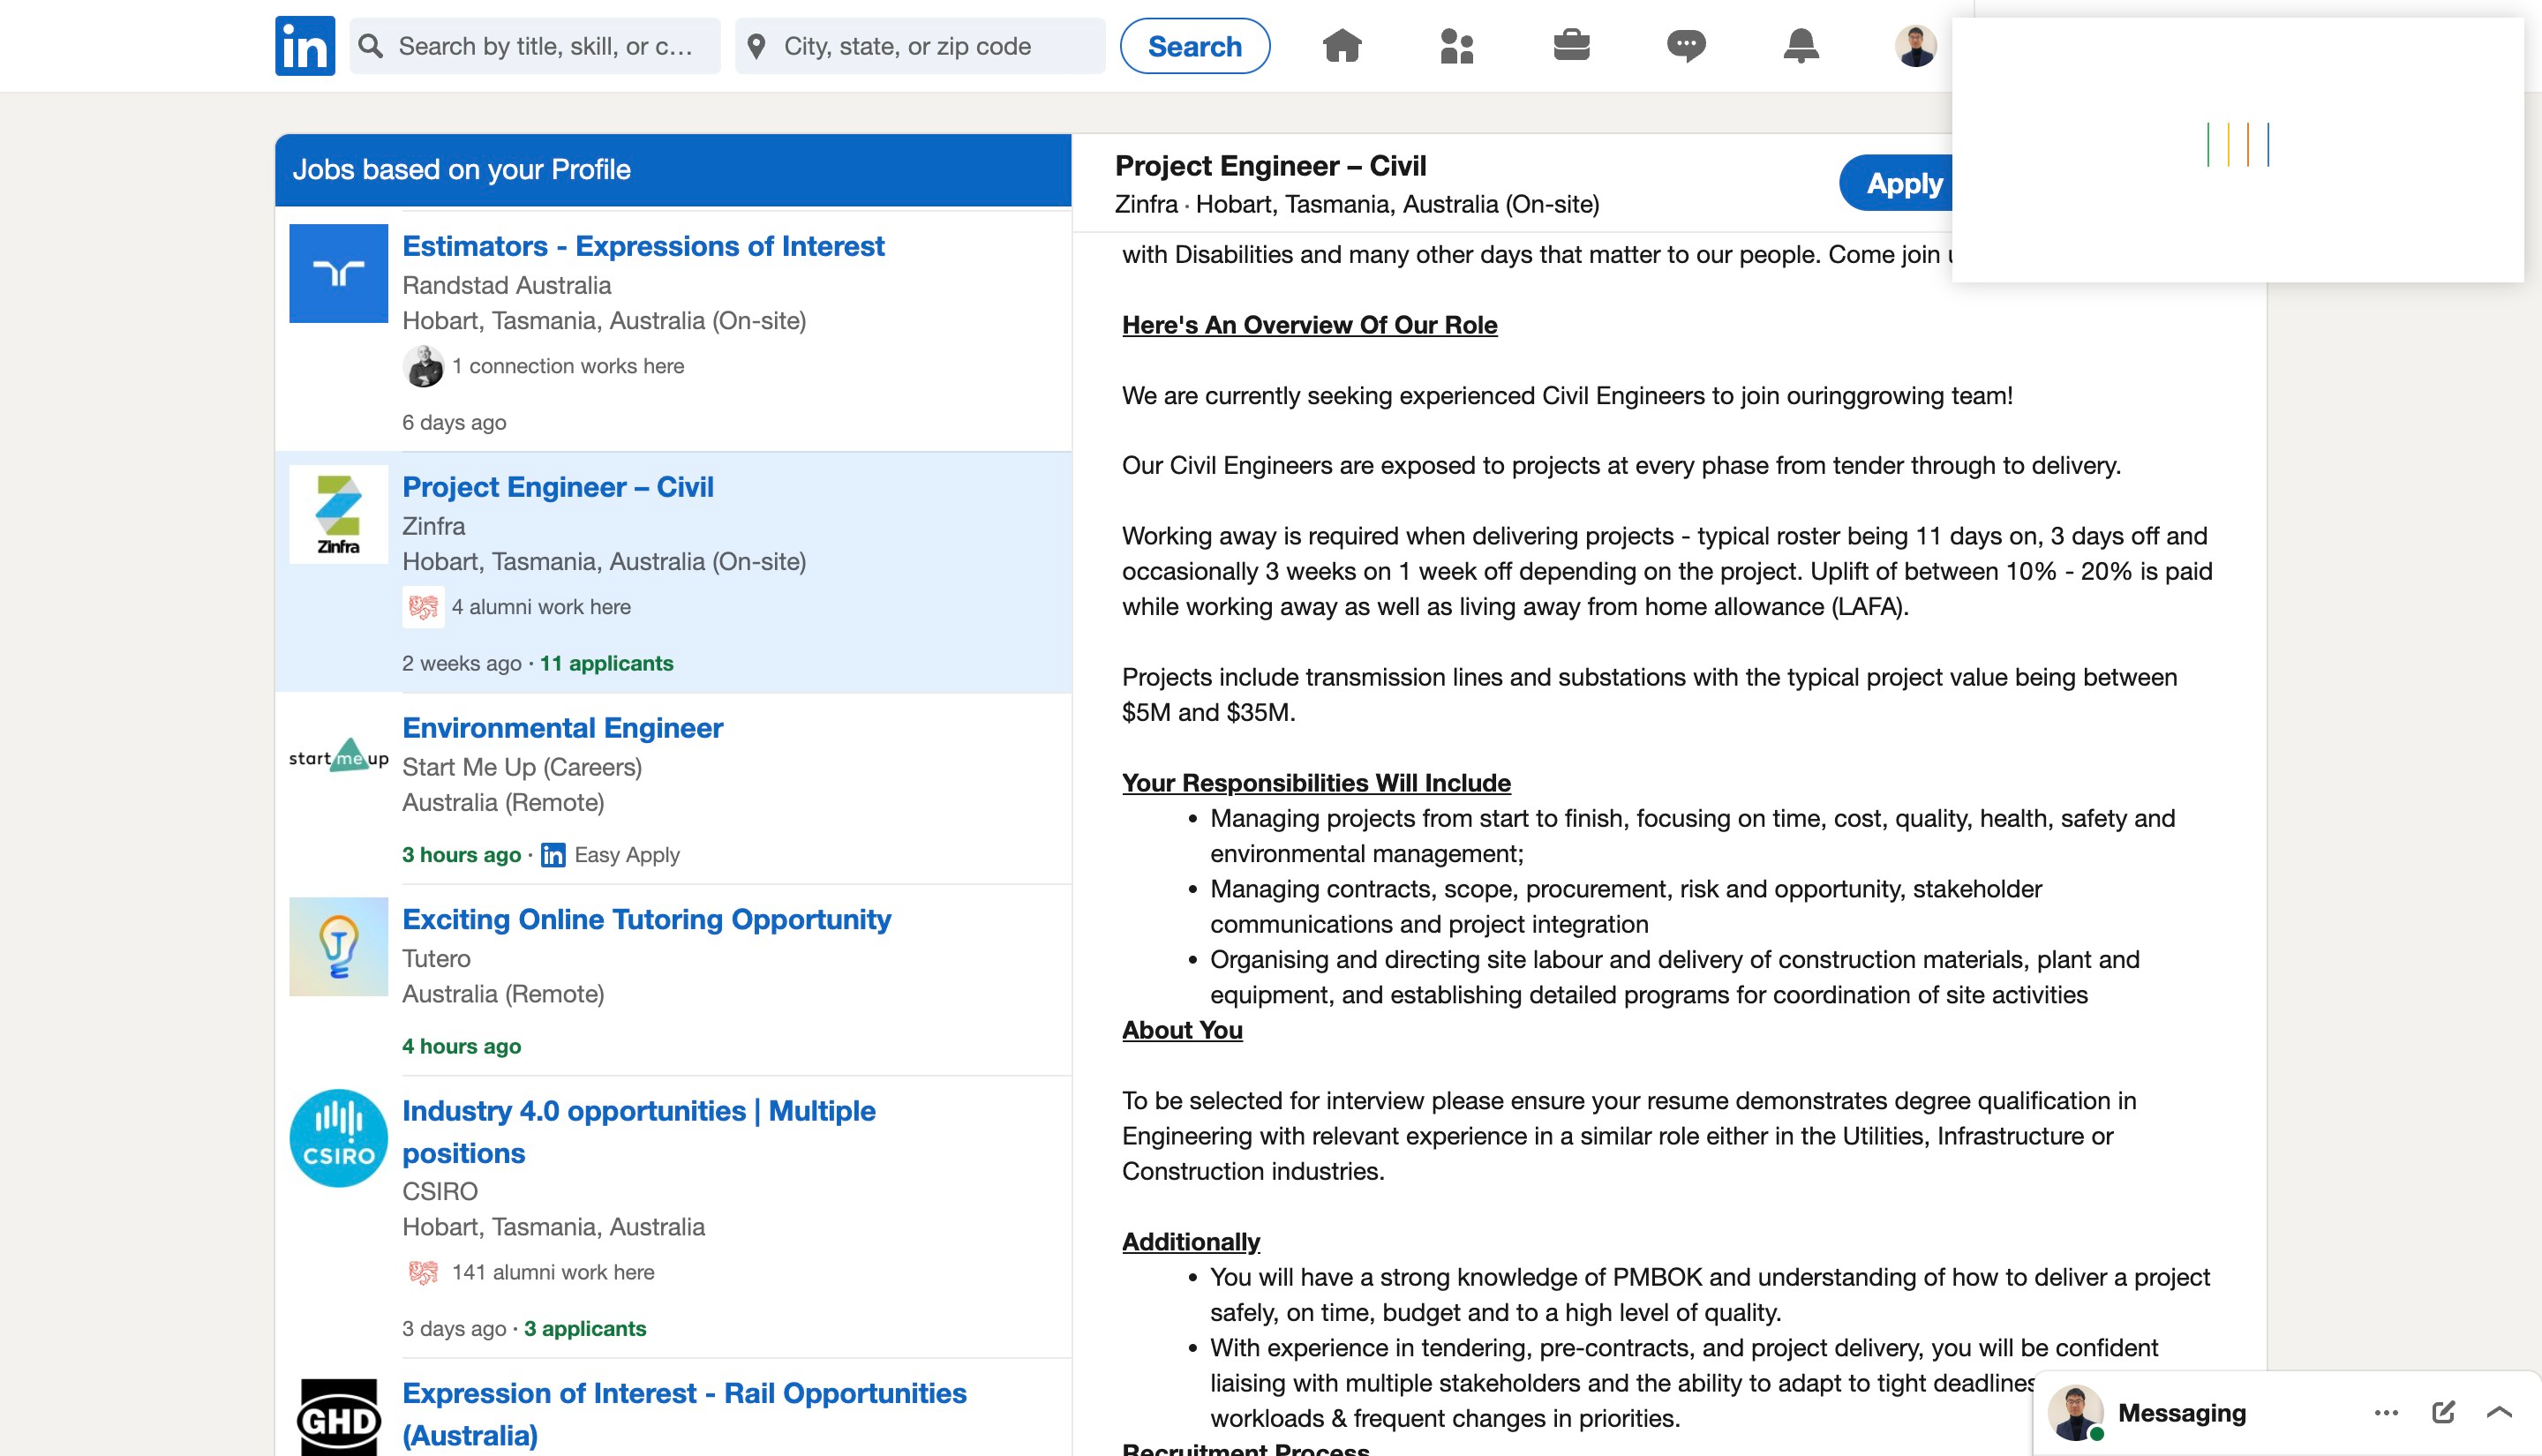 in
Search by title, skill, or c...
City, state, or zip code
Search
Jobs based on your Profile
Estimators - Expressions of Interest
Randstad Australia
Hobart, Tasmania, Australia (On-site)
1 connection works here
6 days ago
Zinfra
Project Engineer – Civil
Zinfra
Hobart, Tasmania, Australia (On-site)
4 alumni work here
2 weeks ago · 11 applicants
start me up
Environmental Engineer
Start Me Up (Careers)
Australia (Remote)
3 hours ago · in Easy Apply
Exciting Online Tutoring Opportunity
Tutero
Australia (Remote)
4 hours ago
CSIRO
Industry 4.0 opportunities | Multiple
positions
CSIRO
Hobart, Tasmania, Australia
141 alumni work here
3 days ago · 3 applicants
GHD
Expression of Interest - Rail Opportunities
(Australia)
Project Engineer – Civil
Zinfra · Hobart, Tasmania, Australia (On-site)
Apply
with Disabilities and many other days that matter to our people. Come join
Here's An Overview Of Our Role
We are currently seeking experienced Civil Engineers to join ouringgrowing team!
Our Civil Engineers are exposed to projects at every phase from tender through to delivery.
Working away is required when delivering projects - typical roster being 11 days on, 3 days off and
occasionally 3 weeks on 1 week off depending on the project. Uplift of between 10% - 20% is paid
while working away as well as living away from home allowance (LAFA).
Projects include transmission lines and substations with the typical project value being between
$5M and $35M.
Your Responsibilities Will Include
• Managing projects from start to finish, focusing on time, cost, quality, health, safety and
environmental management;
• Managing contracts, scope, procurement, risk and opportunity, stakeholder
communications and project integration
• Organising and directing site labour and delivery of construction materials, plant and
equipment, and establishing detailed programs for coordination of site activities
About You
To be selected for interview please ensure your resume demonstrates degree qualification in
Engineering with relevant experience in a similar role either in the Utilities, Infrastructure or
Construction industries.
Additionally
• You will have a strong knowledge of PMBOK and understanding of how to deliver a project
safely, on time, budget and to a high level of quality.
• With experience in tendering, pre-contracts, and project delivery, you will be confident
liaising with multiple stakeholders and the ability to adapt to tight deadlines
workloads & frequent changes in priorities.
Recruitment Process
Messaging